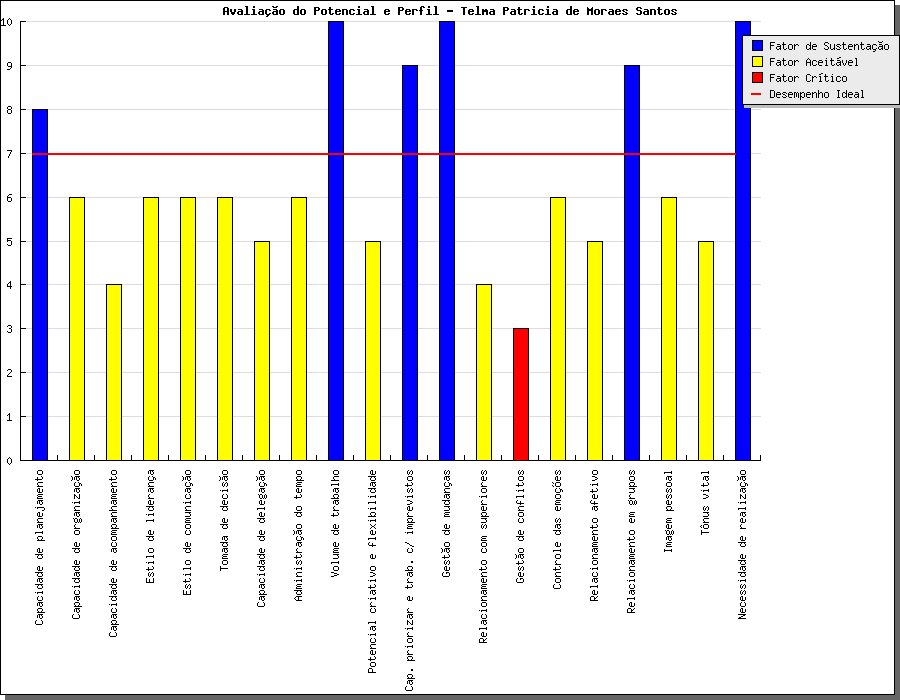 Avaliação do Potencial e Perfil - Telma Patricia de Moraes Santos
10
9
8
7
6
5
4
3
2
1
0
Fator de Sustentação
Fator Aceitável
Fator Crítico
Desempenho Ideal
Capacidade de planejamento
Capacidade de organização
Capacidade de acompanhamento
Estilo de liderança
Estilo de comunicação
Tomada de decisão
Capacidade de delegação
Administração do tempo
Volume de trabalho
Potencial criativo e flexibilidade
Cap. priorizar e trab. c/ imprevistos
Gestão de mudanças
Relacionamento com superiores
Gestão de conflitos
Controle das emoções
Relacionamento afetivo
Relacionamento em grupos
Imagem pessoal
Tônus vital
Necessidade de realização